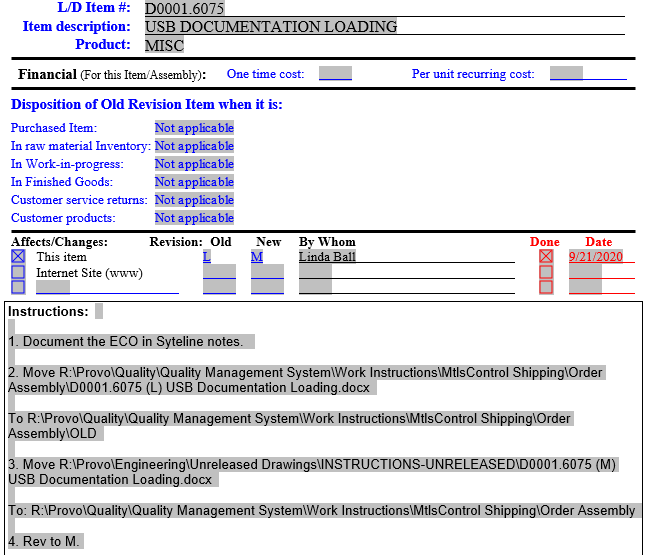 L/D Item #: D0001.6075
Item description: USB DOCUMENTATION LOADING
Product: MISC
Financial (For this Item/Assembly): One time cost: Per unit recurring cost:
Disposition of Old Revision Item when it is:
Purchased Item: Not applicable
In raw material Inventory: Not applicable
In Work-in-progress: Not applicable
In Finished Goods: Not applicable
Customer service returns: Not applicable
Customer products: Not applicable
Affects/Changes: Revision: Old New By Whom Done Date
This item L M Linda Ball 9/21/2020
Internet Site (www)
Instructions:
1. Document the ECO in Syteline notes.
2. Move R:\Provo\Quality\Quality Management System\Work Instructions\MtlsControl Shipping\Order
Assembly\D0001.6075 (L) USB Documentation Loading.docx
To R:\Provo\Quality\Quality Management System\Work Instructions\MtlsControl Shipping\Order
Assembly\OLD
3. Move R:\Provo\Engineering\Unreleased Drawings\INSTRUCTIONS-UNRELEASED\D0001.6075 (M)
USB Documentation Loading.docx
To: R:\Provo\Quality\Quality Management System\Work Instructions\MtlsControl Shipping\Order Assembly
4. Rev to M.